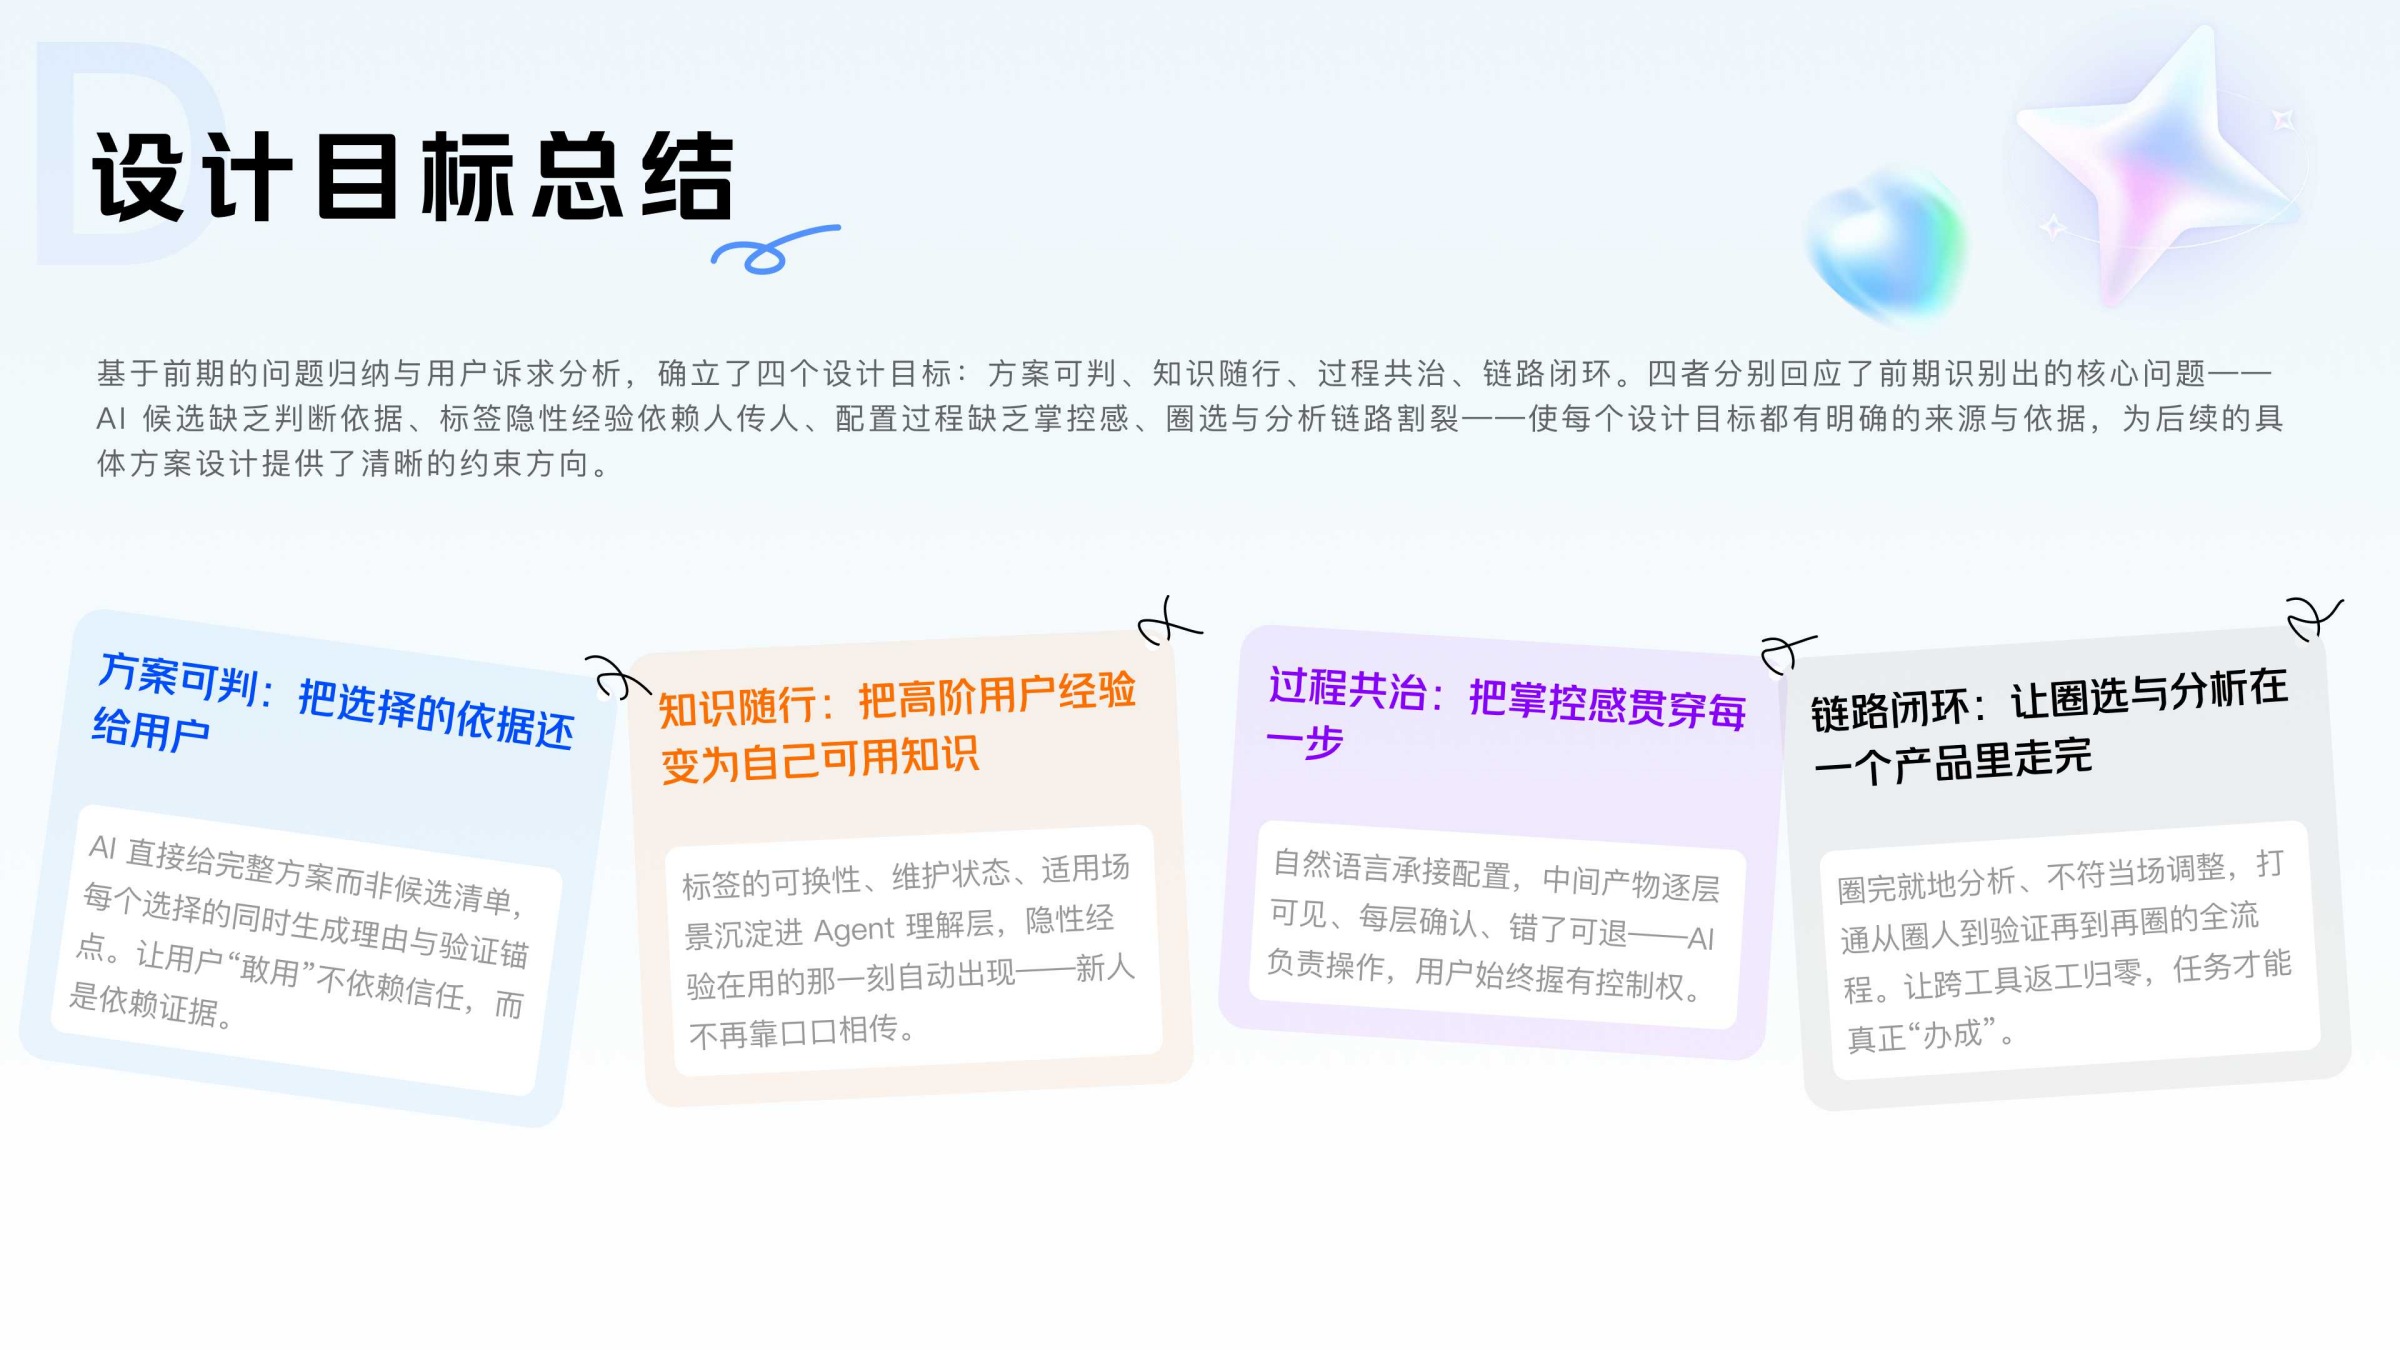 D
设计目标总结
基于前期的问题归纳与用户诉求分析，确立了四个设计目标：方案可判、知识随行、过程共治、链路闭环。四者分别回应了前期识别出的核心问题——
AI 候选缺乏判断依据、标签隐性经验依赖人传人、配置过程缺乏掌控感、圈选与分析链路割裂——使每个设计目标都有明确的来源与依据，为后续的具
体方案设计提供了清晰的约束方向。
方案可判：把选择的依据还
给用户
AI 直接给完整方案而非候选清单，
每个选择的同时生成理由与验证锚
点。让用户“敢用”不依赖信任，而
是依赖证据。
知识随行：把高阶用户经验
变为自己可用知识
标签的可换性、维护状态、适用场
景沉淀进 Agent 理解层，隐性经
验在用的那一刻自动出现——新人
不再靠口口相传。
过程共治：把掌控感贯穿每
一步
自然语言承接配置，中间产物逐层
可见、每层确认、错了可退——AI
负责操作，用户始终握有控制权。
链路闭环：让圈选与分析在
一个产品里走完
圈完就地分析、不符当场调整，打
通从圈人到验证再到再圈的全流
程。让跨工具返工归零，任务才能
真正“办成”。